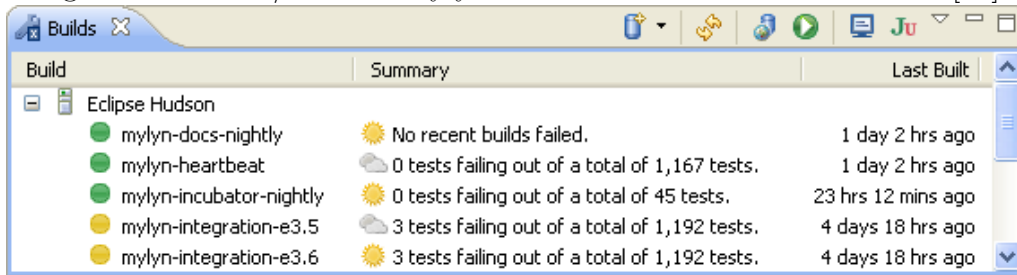 Builds
Ju
Build Summary Last Built
Eclipse Hudson
mylyn-docs-nightly No recent builds failed. 1 day 2 hrs ago
mylyn-heartbeat 0 tests failing out of a total of 1,167 tests. 1 day 2 hrs ago
mylyn-incubator-nightly 0 tests failing out of a total of 45 tests. 23 hrs 12 mins ago
mylyn-integration-e3.5 3 tests failing out of a total of 1,192 tests. 4 days 18 hrs ago
mylyn-integration-e3.6 3 tests failing out of a total of 1,192 tests. 4 days 18 hrs ago